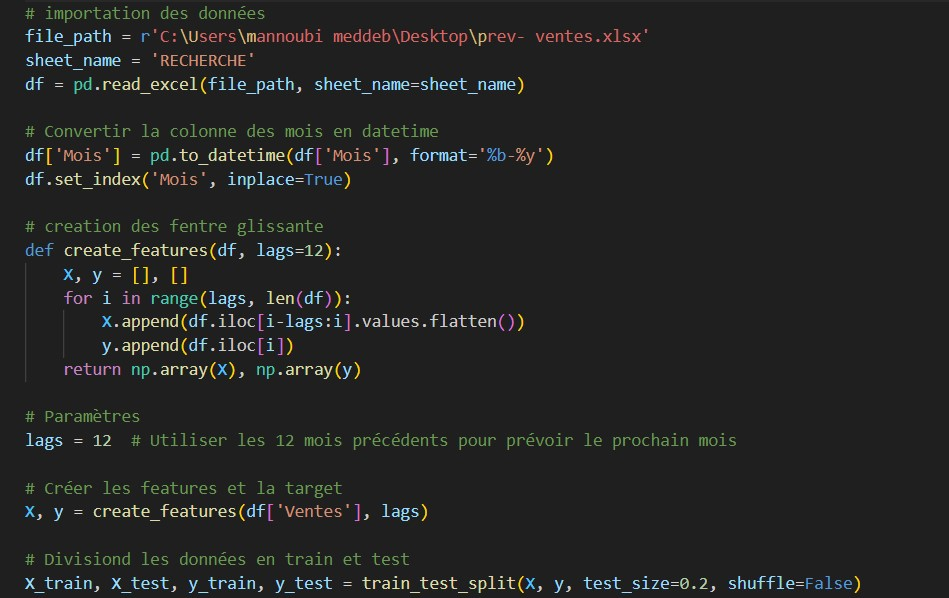 # importation des données
file_path = r'C:\Users\mannoubi meddeb\Desktop\prev- ventes.xlsx'
sheet_name = 'RECHERCHE'
df = pd.read_excel(file_path, sheet_name=sheet_name)
# Convertir la colonne des mois en datetime
df['Mois'] = pd.to_datetime(df['Mois'], format='%b-%y')
df.set_index('Mois', inplace=True)
# creation des fentre glissante
def create_features(df, lags=12):
    X, y = [], []
    for i in range(lags, len(df)):
        X.append(df.iloc[i-lags:i].values.flatten())
        y.append(df.iloc[i])
    return np.array(X), np.array(y)
# Paramètres
lags = 12  # Utiliser les 12 mois précédents pour prévoir le prochain mois
# Créer les features et la target
X, y = create_features(df['Ventes'], lags)
# Divisiond les données en train et test
X_train, X_test, y_train, y_test = train_test_split(X, y, test_size=0.2, shuffle=False)